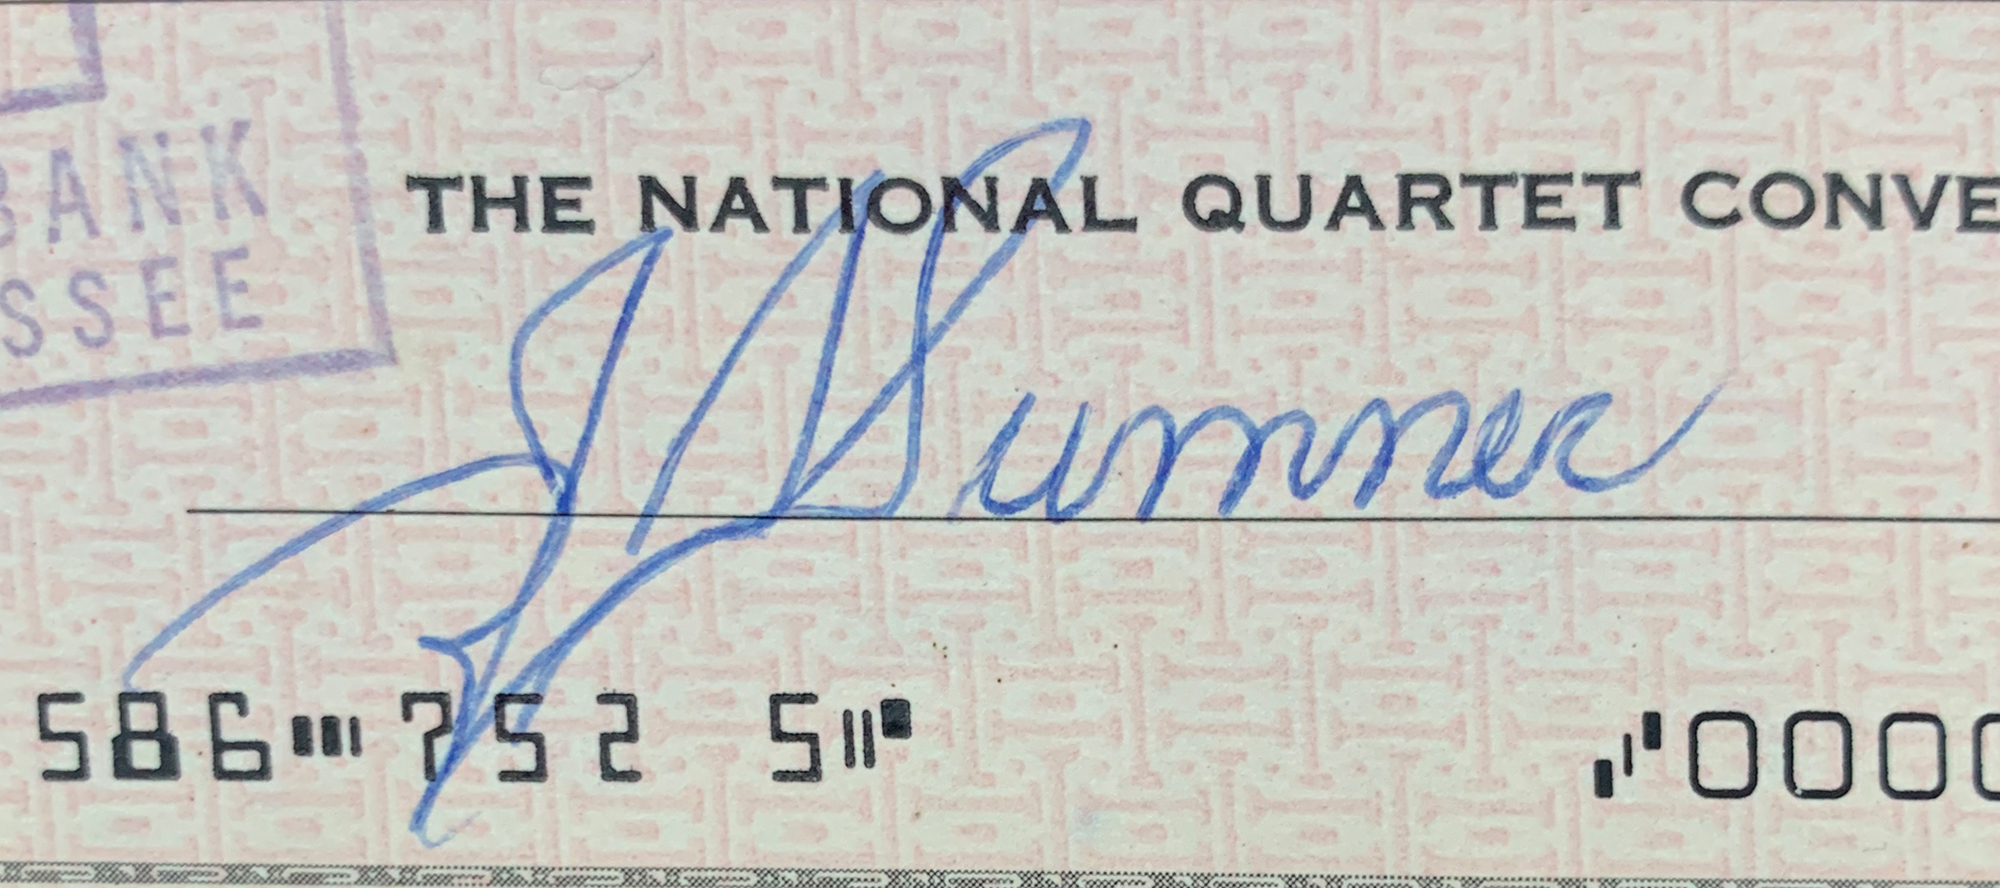 BANK
SSEE
THE NATIONAL QUARTET CONVE
J Sumner
586 752 5
0000